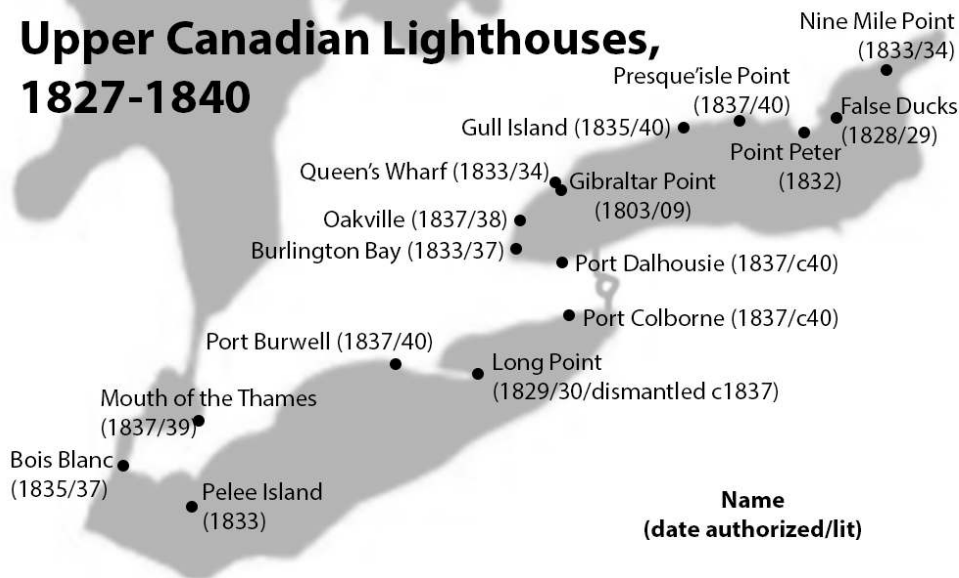 Upper Canadian Lighthouses,
1827-1840
Nine Mile Point
(1833/34)
Presque'isle Point
(1837/40)
False Ducks
(1828/29)
Gull Island (1835/40)
Point Peter
(1832)
Queen's Wharf (1833/34)
Gibraltar Point
(1803/09)
Oakville (1837/38)
Burlington Bay (1833/37)
Port Dalhousie (1837/c40)
Port Colborne (1837/c40)
Port Burwell (1837/40)
Long Point
(1829/30/dismantled c1837)
Mouth of the Thames
(1837/39)
Bois Blanc
(1835/37)
Pelee Island
(1833)
Name
(date authorized/lit)